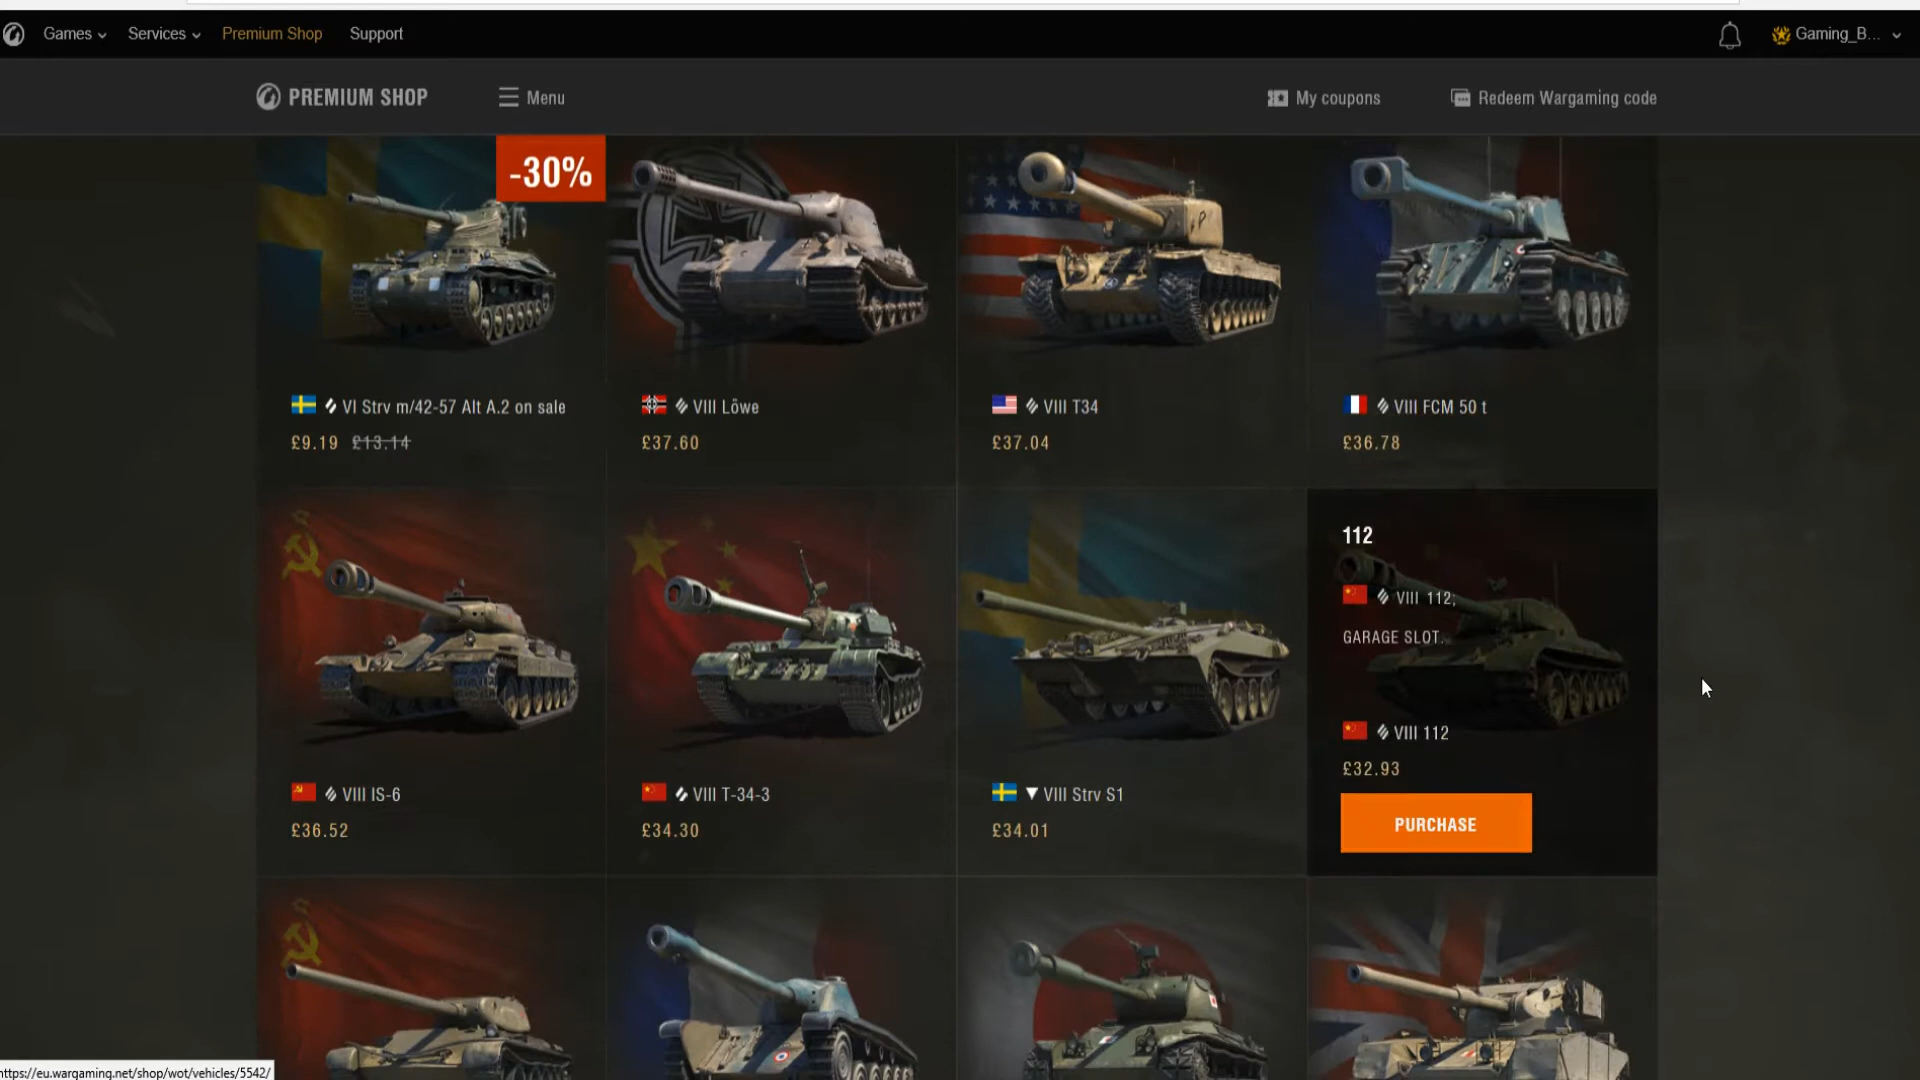 Games Services Premium Shop Support Gaming_B...
PREMIUM SHOP Menu My coupons Redeem Wargaming code
-30%
VI Strv m/42-57 Alt A.2 on sale
£9.19 £13.14
VIII Löwe
£37.60
VIII T34
£37.04
VIII FCM 50 t
£36.78
VIII IS-6
£36.52
VIII T-34-3
£34.30
VIII Strv S1
£34.01
112
VIII 112;
GARAGE SLOT.
VIII 112
£32.93
PURCHASE
https://eu.wargaming.net/shop/wot/vehicles/5542/